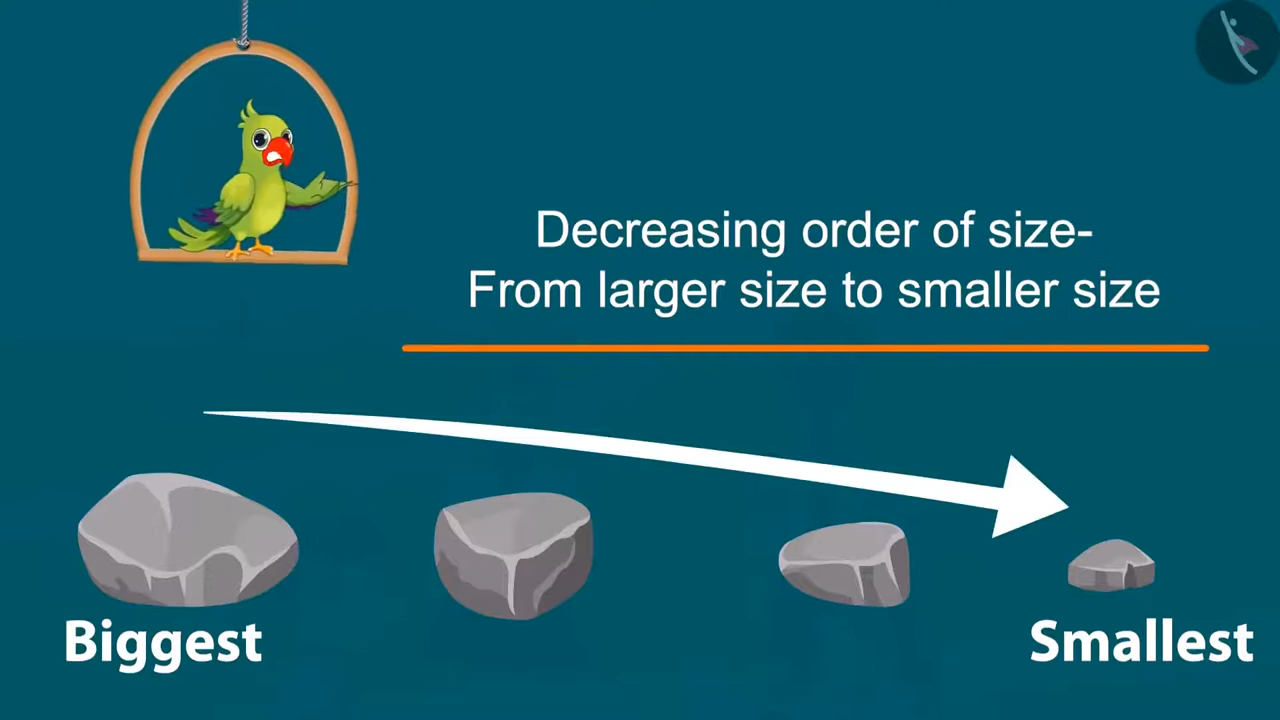 Decreasing order of size-
From larger size to smaller size
Biggest
Smallest